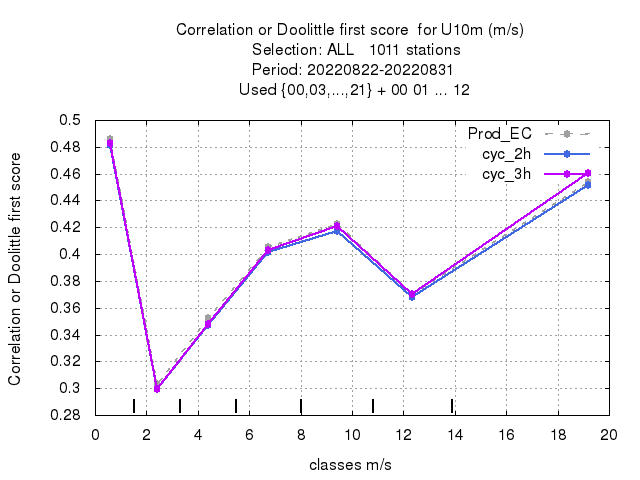 Correlation or Doolittle first score  for U10m (m/s)
Selection: ALL   1011 stations
Period: 20220822-20220831
Used {00,03,...,21} + 00 01 ... 12
Correlation or Doolittle first score
0.5
0.48
0.46
0.44
0.42
0.4
0.38
0.36
0.34
0.32
0.3
0.28
Prod_EC
cyc_2h
cyc_3h
0 2 4 6 8 10 12 14 16 18 20
classes m/s